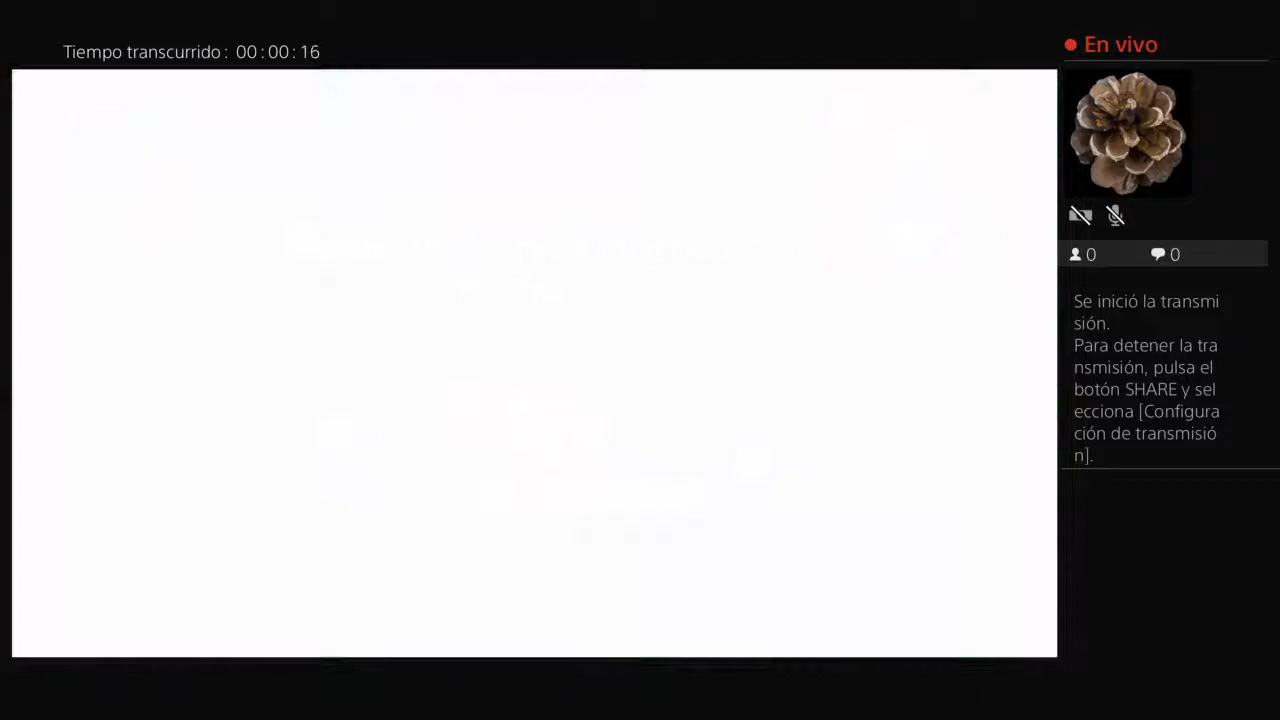 Tiempo transcurrido: 00:00:16
En vivo
0
0
Se inició la transmi
sión.
Para detener la tra
nsmisión, pulsa el
botón SHARE y sel
ecciona [Configura
ción de transmisió
n].